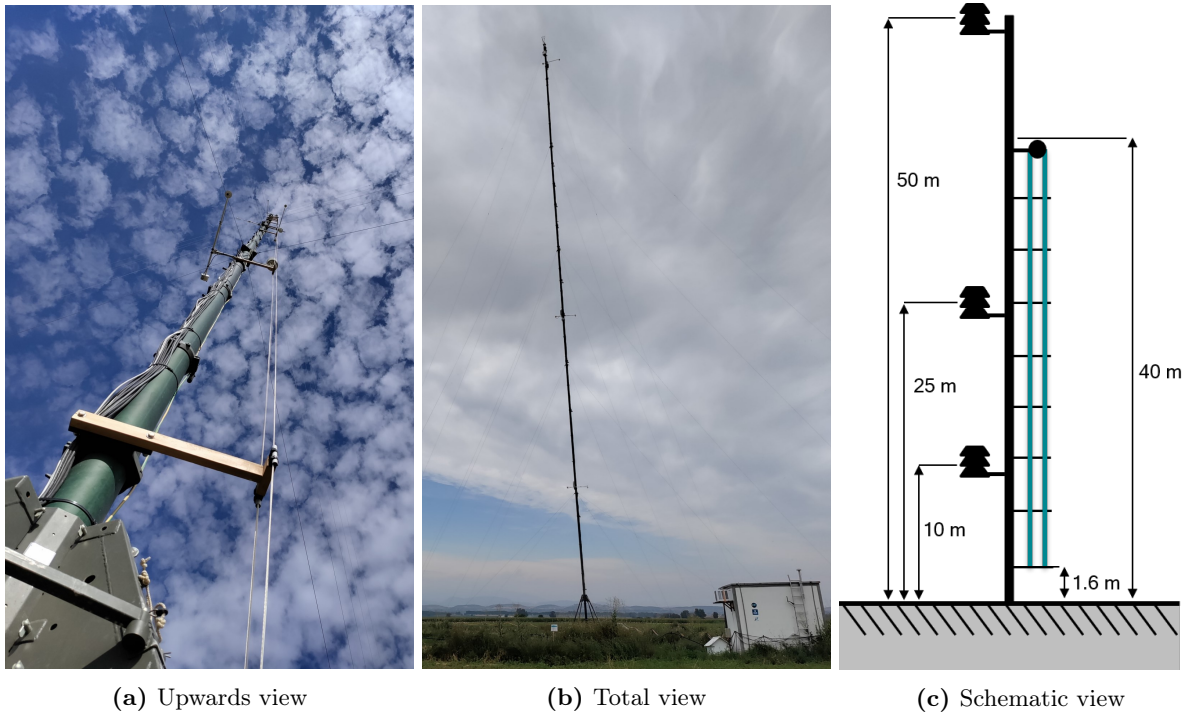 50 m
25 m
10 m
40 m
1.6 m
(a) Upwards view
(b) Total view
(c) Schematic view